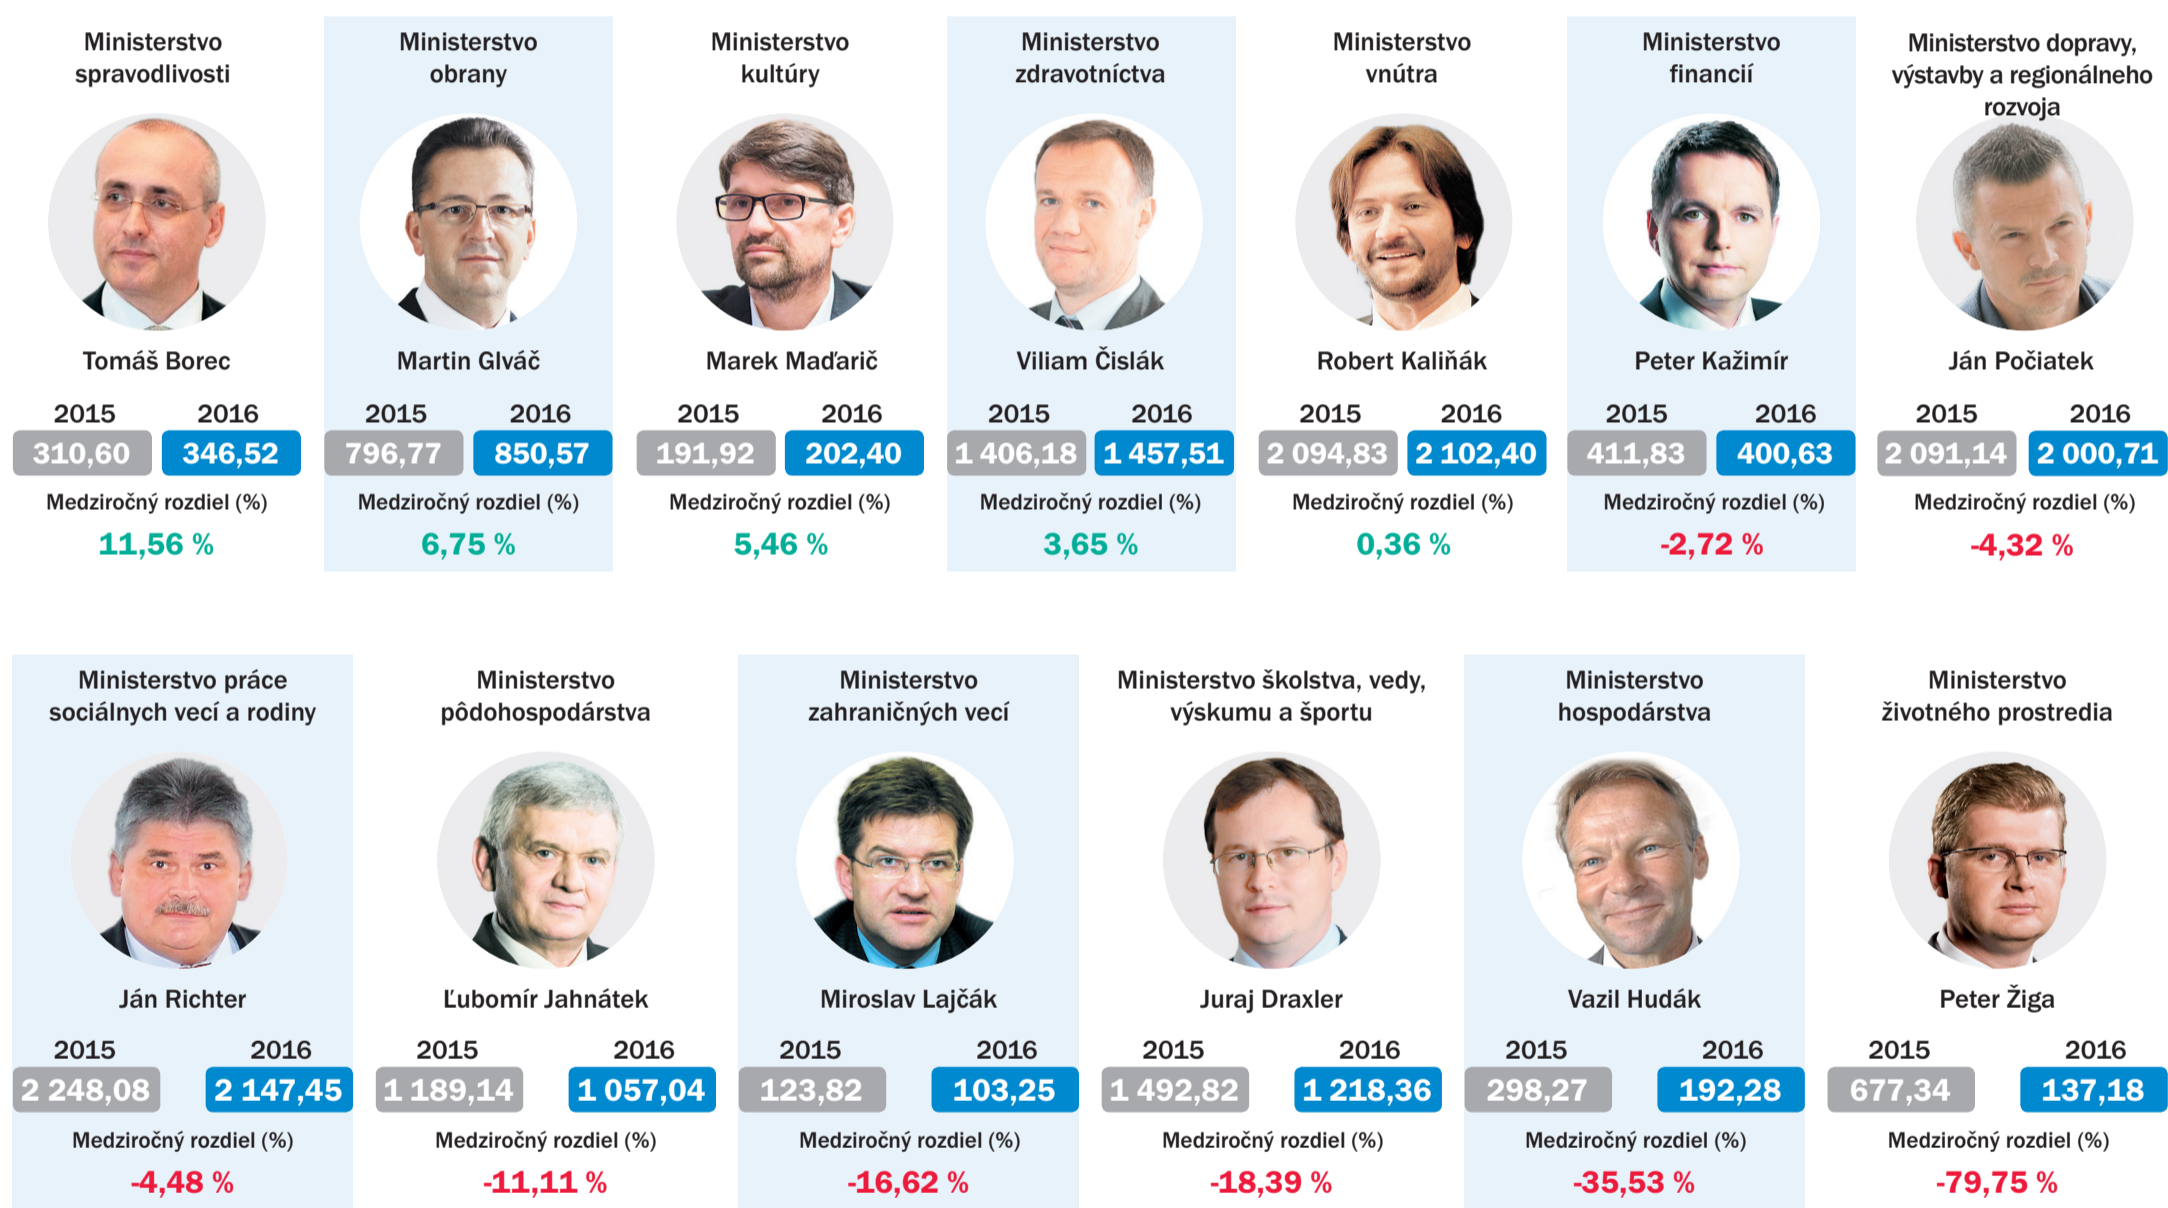 Ministerstvo
spravodlivosti
Tomáš Borec
2015 2016
310,60 346,52
Medziročný rozdiel (%)
11,56 %
Ministerstvo
obrany
Martin Glváč
2015 2016
796,77 850,57
Medziročný rozdiel (%)
6,75 %
Ministerstvo
kultúry
Marek Maďarič
2015 2016
191,92 202,40
Medziročný rozdiel (%)
5,46 %
Ministerstvo
zdravotníctva
Viliam Čislák
2015 2016
1 406,18 1 457,51
Medziročný rozdiel (%)
3,65 %
Ministerstvo
vnútra
Robert Kaliňák
2015 2016
2 094,83 2 102,40
Medziročný rozdiel (%)
0,36 %
Ministerstvo
financií
Peter Kažimír
2015 2016
411,83 400,63
Medziročný rozdiel (%)
-2,72 %
Ministerstvo dopravy,
výstavby a regionálneho
rozvoja
Ján Počiatek
2015 2016
2 091,14 2 000,71
Medziročný rozdiel (%)
-4,32 %
Ministerstvo práce
sociálnych vecí a rodiny
Ján Richter
2015 2016
2 248,08 2 147,45
Medziročný rozdiel (%)
-4,48 %
Ministerstvo
pôdohospodárstva
Ľubomír Jahnátek
2015 2016
1 189,14 1 057,04
Medziročný rozdiel (%)
-11,11 %
Ministerstvo
zahraničných vecí
Miroslav Lajčák
2015 2016
123,82 103,25
Medziročný rozdiel (%)
-16,62 %
Ministerstvo školstva, vedy,
výskumu a športu
Juraj Draxler
2015 2016
1 492,82 1 218,36
Medziročný rozdiel (%)
-18,39 %
Ministerstvo
hospodárstva
Vazil Hudák
2015 2016
298,27 192,28
Medziročný rozdiel (%)
-35,53 %
Ministerstvo
životného prostredia
Peter Žiga
2015 2016
677,34 137,18
Medziročný rozdiel (%)
-79,75 %